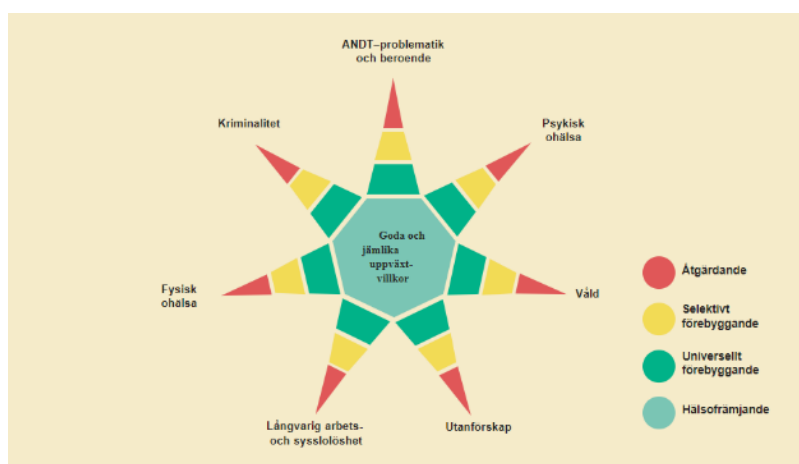 ANDT–problematik
och beroende
Kriminalitet
Psykisk
ohälsa
Goda och
jämlika
uppväxt-
villkor
Fysisk
ohälsa
Våld
Långvarig arbets-
och sysslolöshet
Utanförskap
Åtgärdande
Selektivt
förebyggande
Universellt
förebyggande
Hälsofrämjande